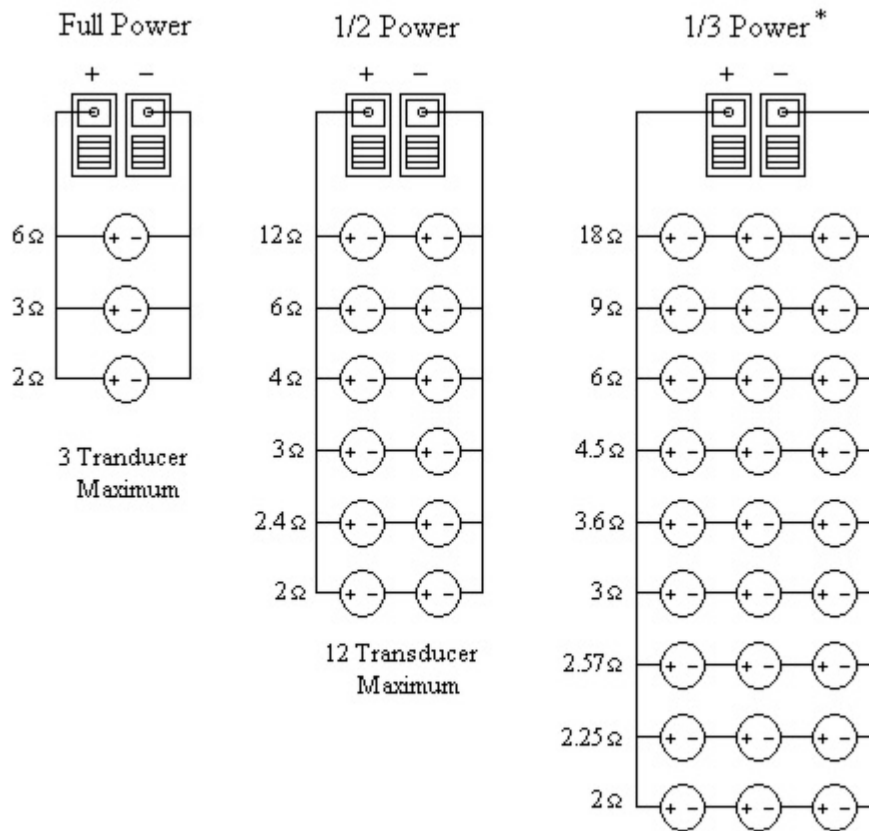 Full Power
+ −
6Ω + −
3Ω + −
2Ω + −
3 Tranducer
Maximum
1/2 Power
+ −
12Ω + − + −
6Ω + − + −
4Ω + − + −
3Ω + − + −
2.4Ω + − + −
2Ω + − + −
12 Transducer
Maximum
1/3 Power*
+ −
18Ω + − + − + −
9Ω + − + − + −
6Ω + − + − + −
4.5Ω + − + − + −
3.6Ω + − + − + −
3Ω + − + − + −
2.57Ω + − + − + −
2.25Ω + − + − + −
2Ω + − + − + −